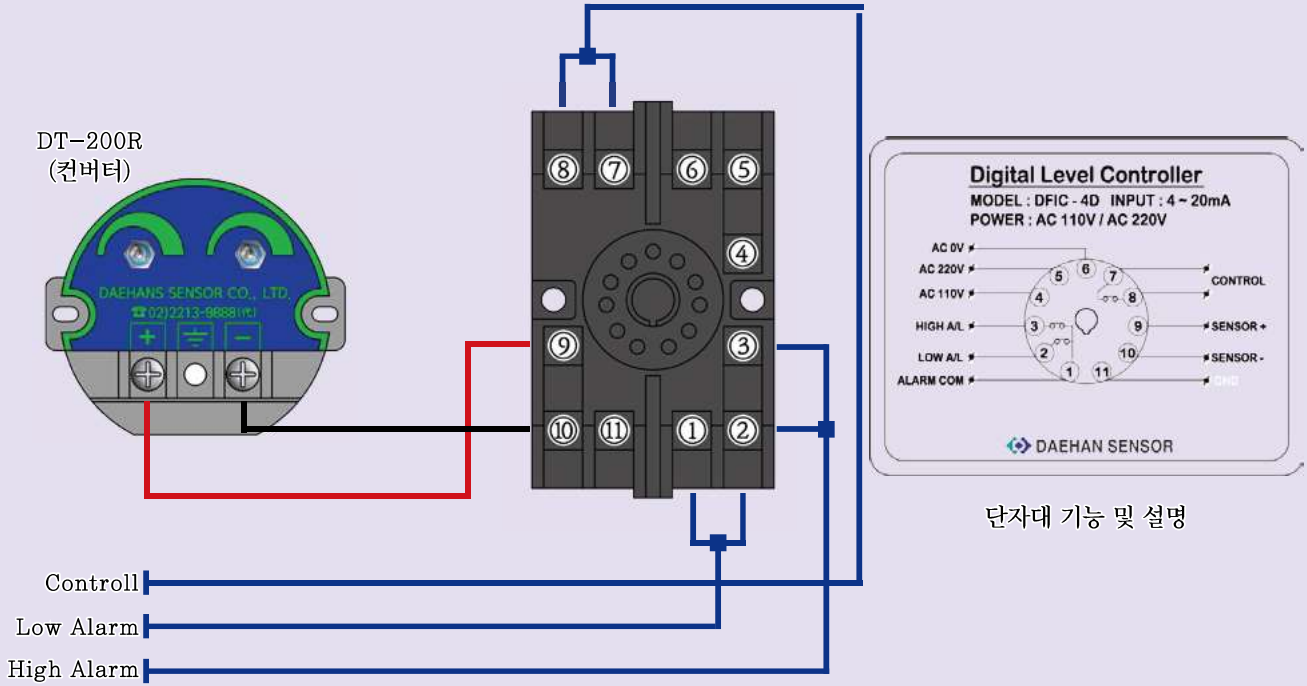 DT-200R
(컨버터)
DAEHANS SENSOR CO., LTD.
☎02)2213-9888(代)
+
−
⑧
⑦
⑥
⑤
④
⑨
③
⑩
⑪
①
②
Digital Level Controller
MODEL : DFIC - 4D INPUT : 4 ~ 20mA
POWER : AC 110V / AC 220V
AC 0V
AC 220V
AC 110V
HIGH A/L
LOW A/L
ALARM COM
5
6
7
4
8
3
9
2
10
1
11
CONTROL
SENSOR +
SENSOR -
GND
DAEHAN SENSOR
단자대 기능 및 설명
Controll
Low Alarm
High Alarm